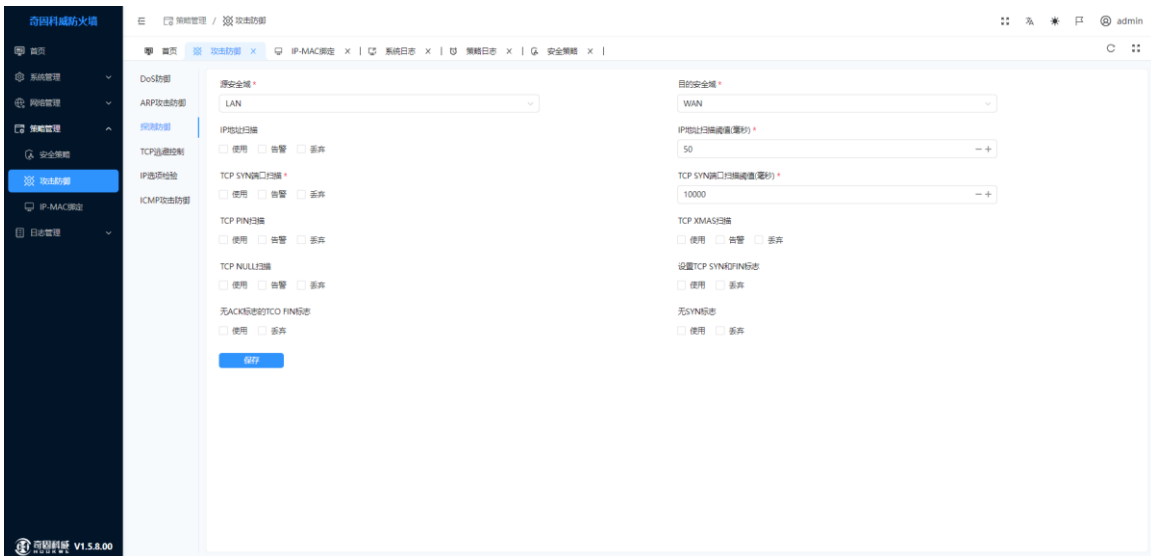 奇固科威防火墙
策略管理 / 攻击防御
admin
首页
攻击防御 ×
IP-MAC绑定 ×
系统日志 ×
策略日志 ×
安全策略 ×
首页
系统管理
网络管理
策略管理
安全策略
攻击防御
IP-MAC绑定
日志管理
DoS防御
ARP攻击防御
探测防御
TCP逃避控制
IP选项检验
ICMP攻击防御
源安全域 *
目的安全域 *
LAN
WAN
IP地址扫描
IP地址扫描阈值(毫秒) *
使用 告警 丢弃
50
TCP SYN端口扫描 *
TCP SYN端口扫描阈值(毫秒) *
使用 告警 丢弃
10000
TCP PIN扫描
TCP XMAS扫描
使用 告警 丢弃
使用 告警 丢弃
TCP NULL扫描
设置TCP SYN和FIN标志
使用 告警 丢弃
使用 丢弃
无ACK标志的TCO FIN标志
无SYN标志
使用 丢弃
使用 丢弃
保存
奇固科威 V1.5.8.00
HOOKWE